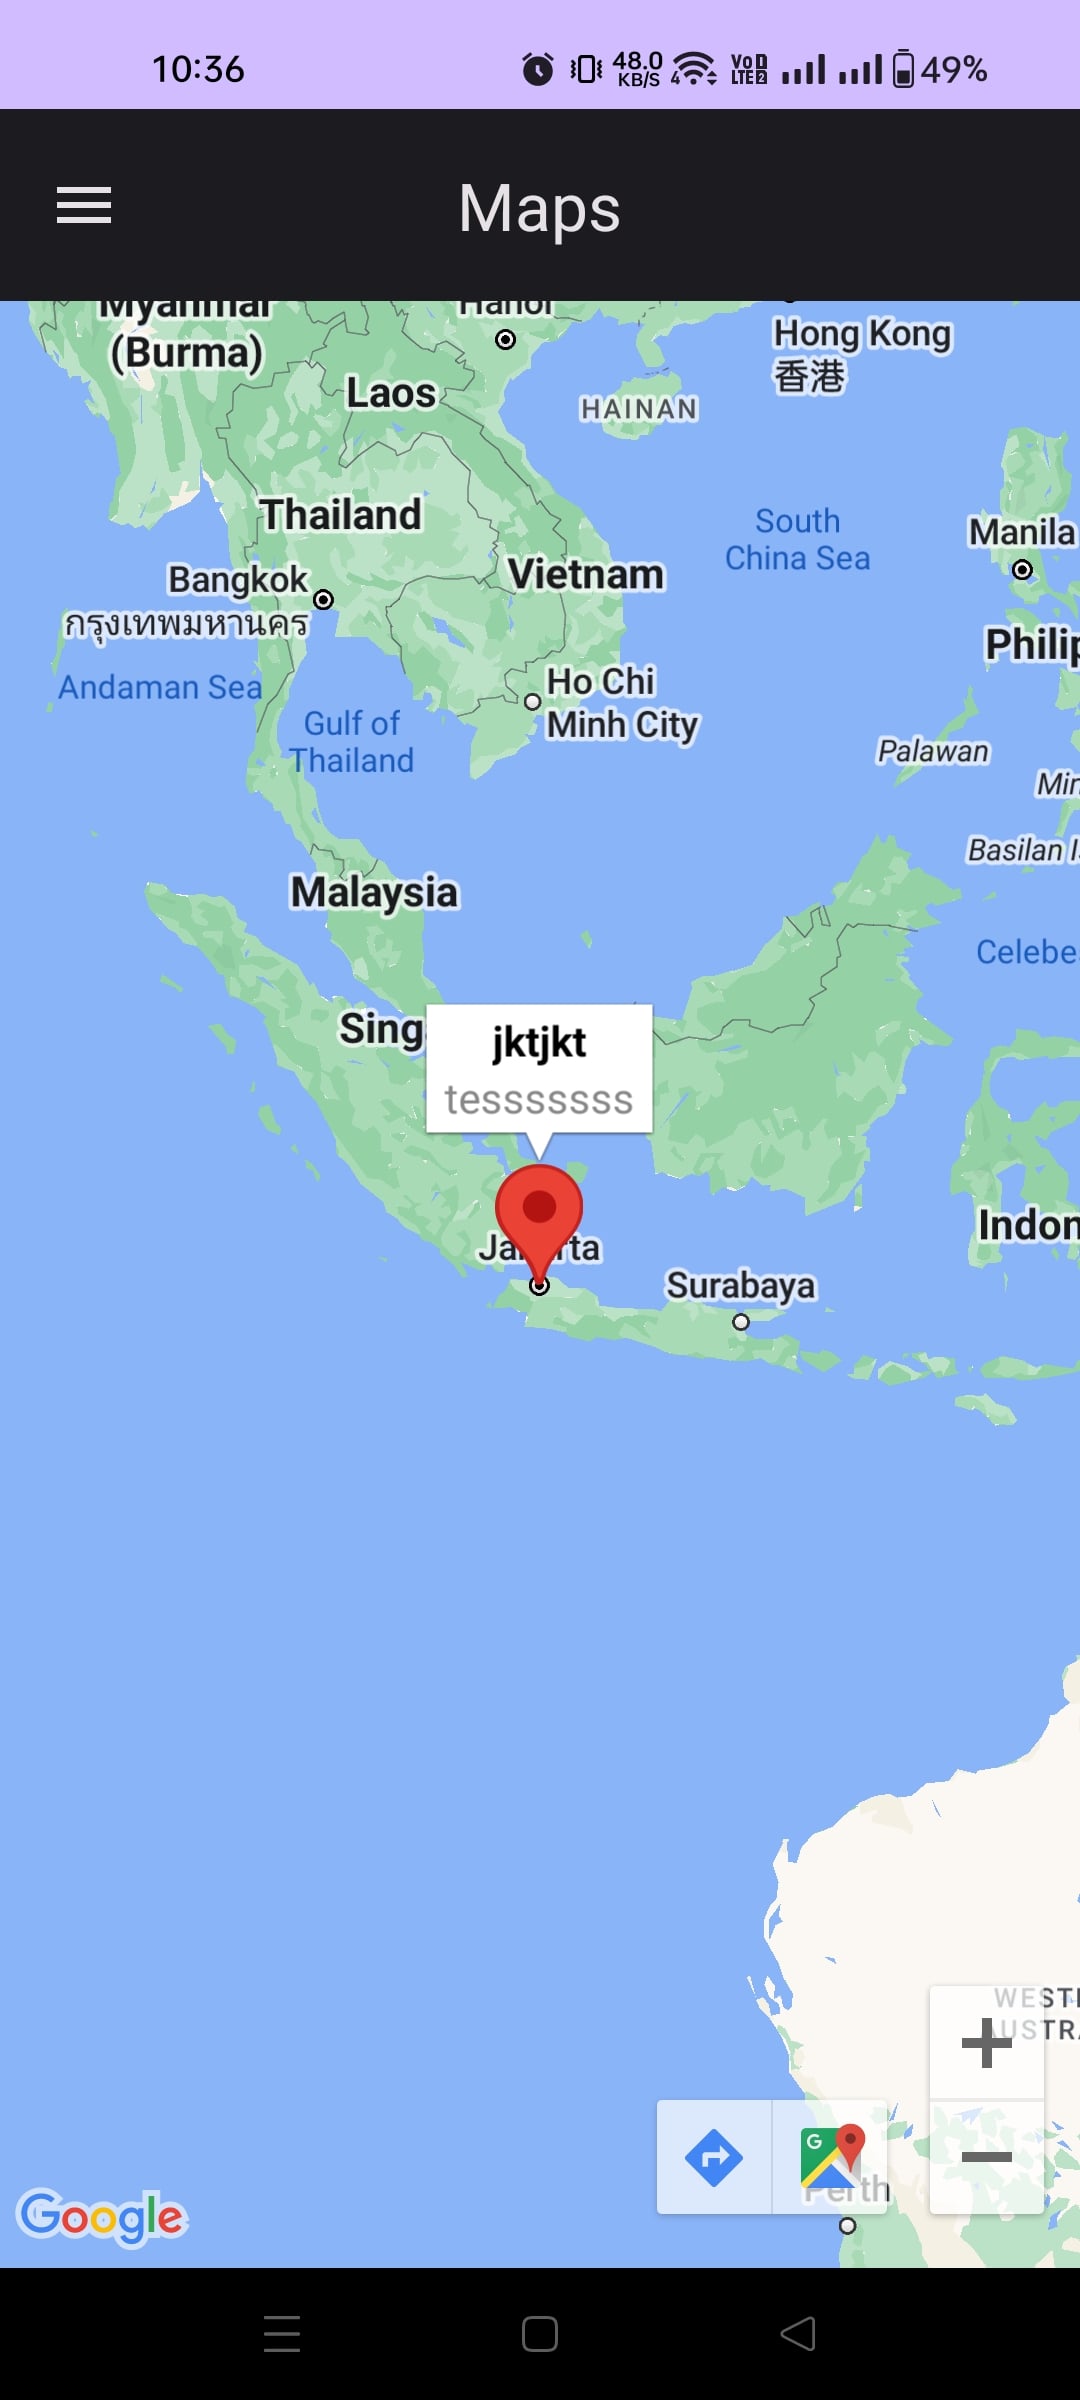 10:36
48.0
KB/S
4
VoD
LTE2
49%
Maps
Myanmar
(Burma)
Hanoi
Hong Kong
香港
Laos
HAINAN
Thailand
South
China Sea
Manila
Bangkok
กรุงเทพมหานคร
Vietnam
Philip
Andaman Sea
Ho Chi
Minh City
Gulf of
Thailand
Palawan
Min
Basilan I
Malaysia
Celebe
Sing
jktjkt
tesssssss
Ja ta
Indon
Surabaya
WEST
AUSTRA
G
Perth
Google